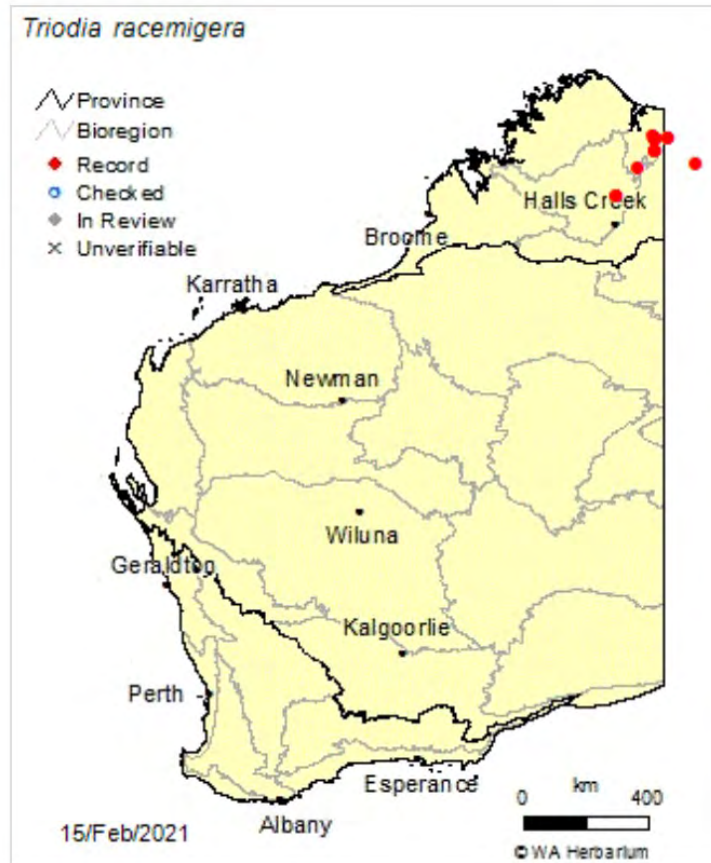 Triodia racemigera
Province
Bioregion
Record
Checked
In Review
Unverifiable
Halls Creek
Broome
Karratha
Newman
Wiluna
Geraldton
Kalgoorlie
Perth
Esperance
Albany
km
0 400
15/Feb/2021
© WA Herbarium